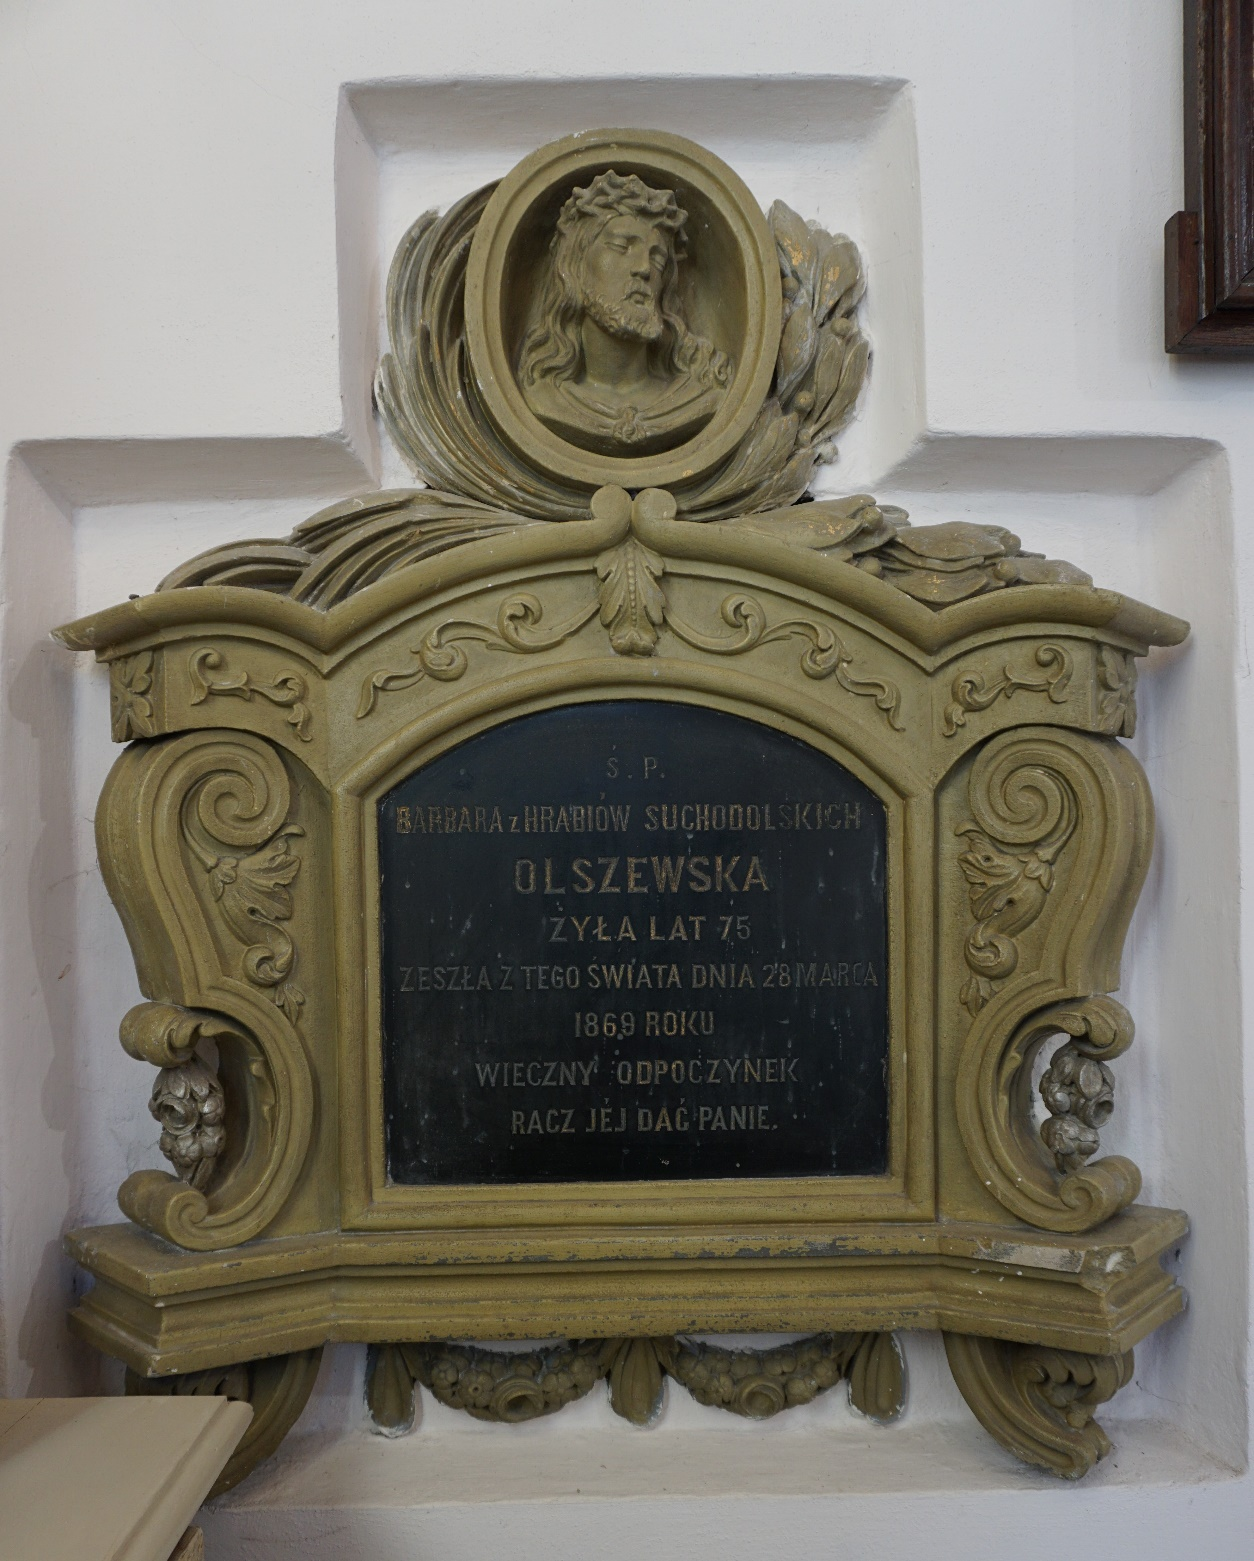 Ś. P.
BARBARA z HRABIÓW SUCHODOLSKICH
OLSZEWSKA
ŻYŁA LAT 75
ZESZŁA Z TEGO ŚWIATA DNIA 28 MARCA
1869 ROKU
WIECZNY ODPOCZYNEK
RACZ JÉJ DAĆ PANIE.